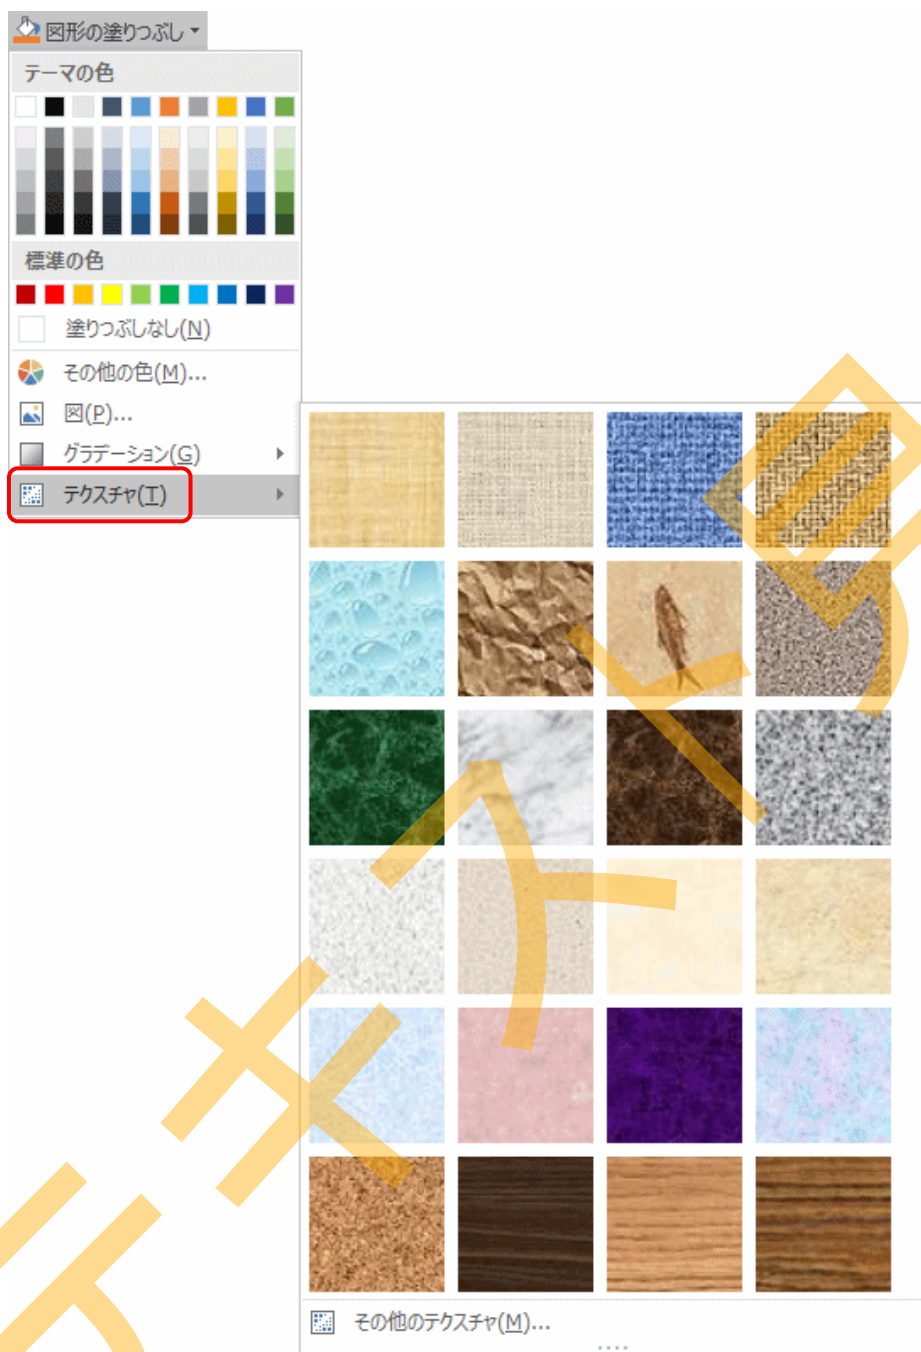 図形の塗りつぶし
テーマの色
標準の色
塗りつぶしなし(N)
その他の色(M)...
図(P)...
グラデーション(G)
テクスチャ(T)
その他のテクスチャ(M)...
テキスト見